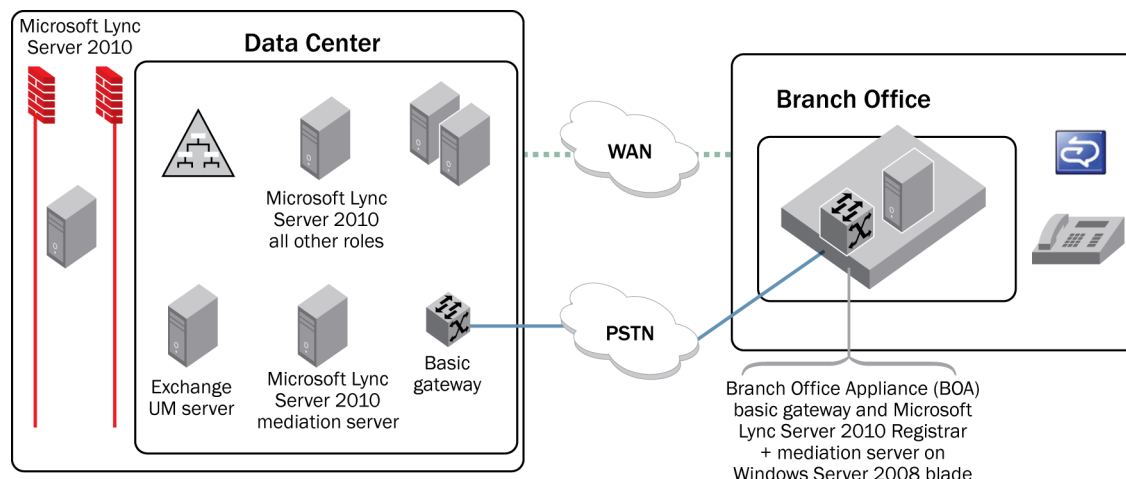 Microsoft Lync
Server 2010
Data Center
Microsoft Lync
Server 2010
all other roles
Exchange
UM server
Microsoft Lync
Server 2010
mediation server
Basic
gateway
WAN
PSTN
Branch Office
Branch Office Appliance (BOA)
basic gateway and Microsoft
Lync Server 2010 Registrar
+ mediation server on
Windows Server 2008 blade